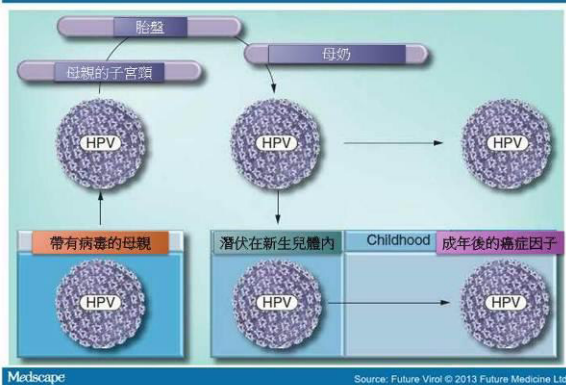 胎盤
母奶
母親的子宮頸
HPV
HPV
HPV
帶有病毒的母親
潛伏在新生兒體內
Childhood
成年後的癌症因子
HPV
HPV
HPV
Medscape
Source: Future Virol © 2013 Future Medicine Ltd